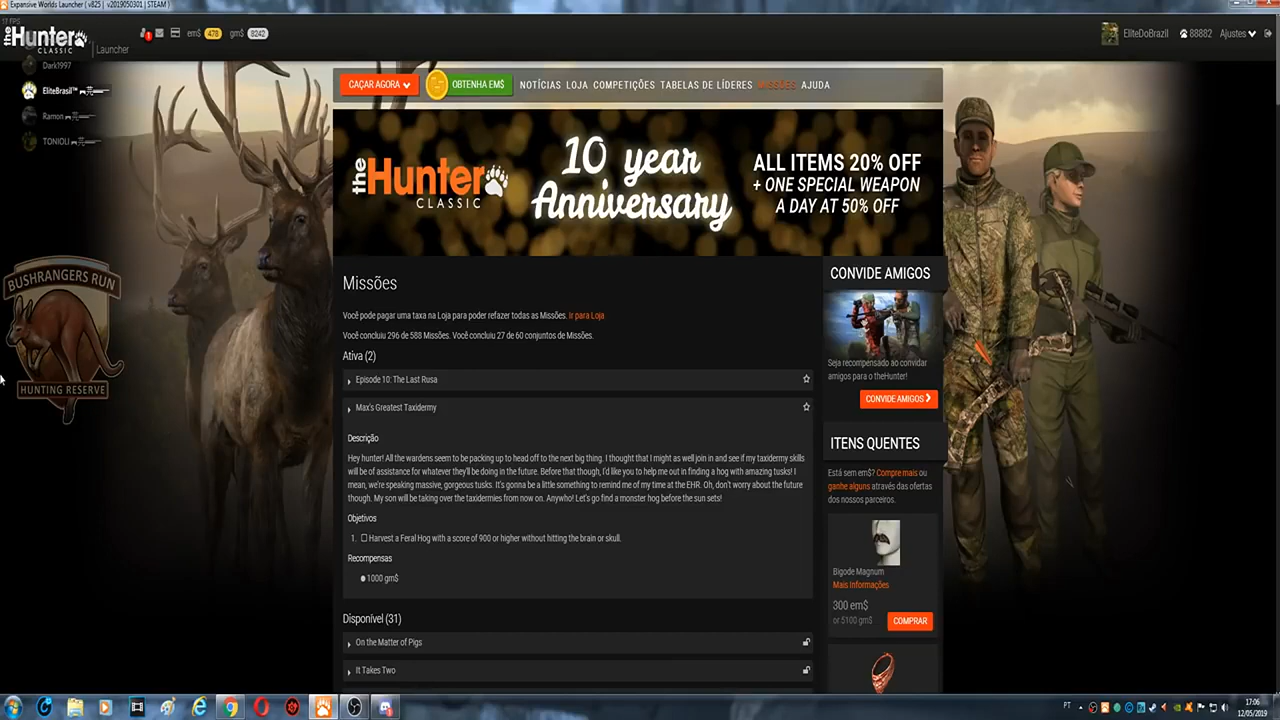 Expansive Worlds Launcher ( v825 | v2019050301 | STEAM )
17 FPS
theHunter CLASSIC
Launcher
1
em$ 478 gm$ 8242
EliteDoBrazil 88882 Ajustes
Dark1997
EliteBrasil
Ramon
TONIOLI
CAÇAR AGORA
OBTENHA EM$
NOTÍCIAS LOJA COMPETIÇÕES TABELAS DE LÍDERES MISSÕES AJUDA
theHunter CLASSIC
10 year Anniversary
ALL ITEMS 20% OFF
+ ONE SPECIAL WEAPON
A DAY AT 50% OFF
BUSHRANGERS RUN
HUNTING RESERVE
Missões
Você pode pagar uma taxa na Loja para poder refazer todas as Missões. Ir para Loja
Você concluiu 296 de 588 Missões. Você concluiu 27 de 60 conjuntos de Missões.
Ativa (2)
Episode 10: The Last Rusa
Max's Greatest Taxidermy
Descrição
Hey hunter! All the wardens seem to be packing up to head off to the next big thing. I thought that I might as well join in and see if my taxidermy skills
will be of assistance for whatever they'll be doing in the future. Before that though, I'd like you to help me out in finding a hog with amazing tusks! I
mean, we're speaking massive, gorgeous tusks. It's gonna be a little something to remind me of my time at the EHR. Oh, don't worry about the future
though. My son will be taking over the taxidermies from now on. Anywho! Let's go find a monster hog before the sun sets!
Objetivos
1. Harvest a Feral Hog with a score of 900 or higher without hitting the brain or skull.
Recompensas
1000 gm$
Disponível (31)
On the Matter of Pigs
It Takes Two
CONVIDE AMIGOS
Seja recompensado ao convidar
amigos para o theHunter!
CONVIDE AMIGOS
ITENS QUENTES
Está sem em$? Compre mais ou
ganhe alguns através das ofertas
dos nossos parceiros.
Bigode Magnum
Mais Informações
300 em$
or 5100 gm$
COMPRAR
PT
17:06
12/05/2019